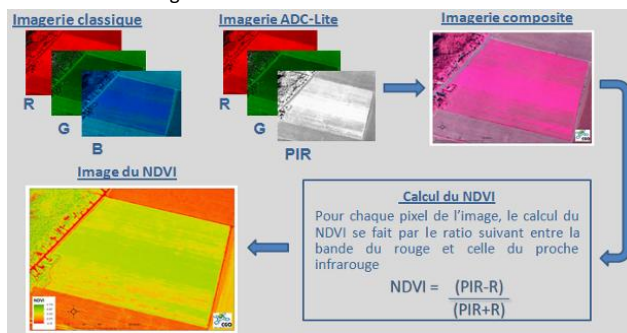 Imagerie classique
Imagerie ADC-Lite
Imagerie composite
R
G
B
R
G
PIR
Image du NDVI
Calcul du NDVI
Pour chaque pixel de l'image, le calcul du
NDVI se fait par le ratio suivant entre la
bande du rouge et celle du proche
infrarouge
NDVI = (PIR-R)
(PIR+R)
NDVI